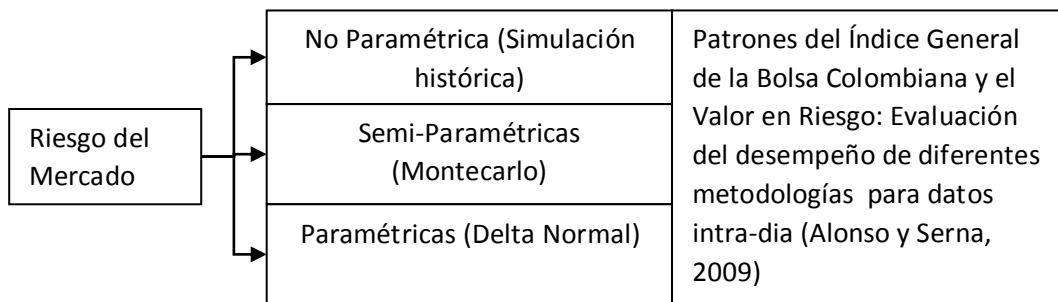 Riesgo del
Mercado
No Paramétrica (Simulación
histórica)
Semi-Paramétricas
(Montecarlo)
Paramétricas (Delta Normal)
Patrones del Índice General
de la Bolsa Colombiana y el
Valor en Riesgo: Evaluación
del desempeño de diferentes
metodologías para datos
intra-dia (Alonso y Serna,
2009)